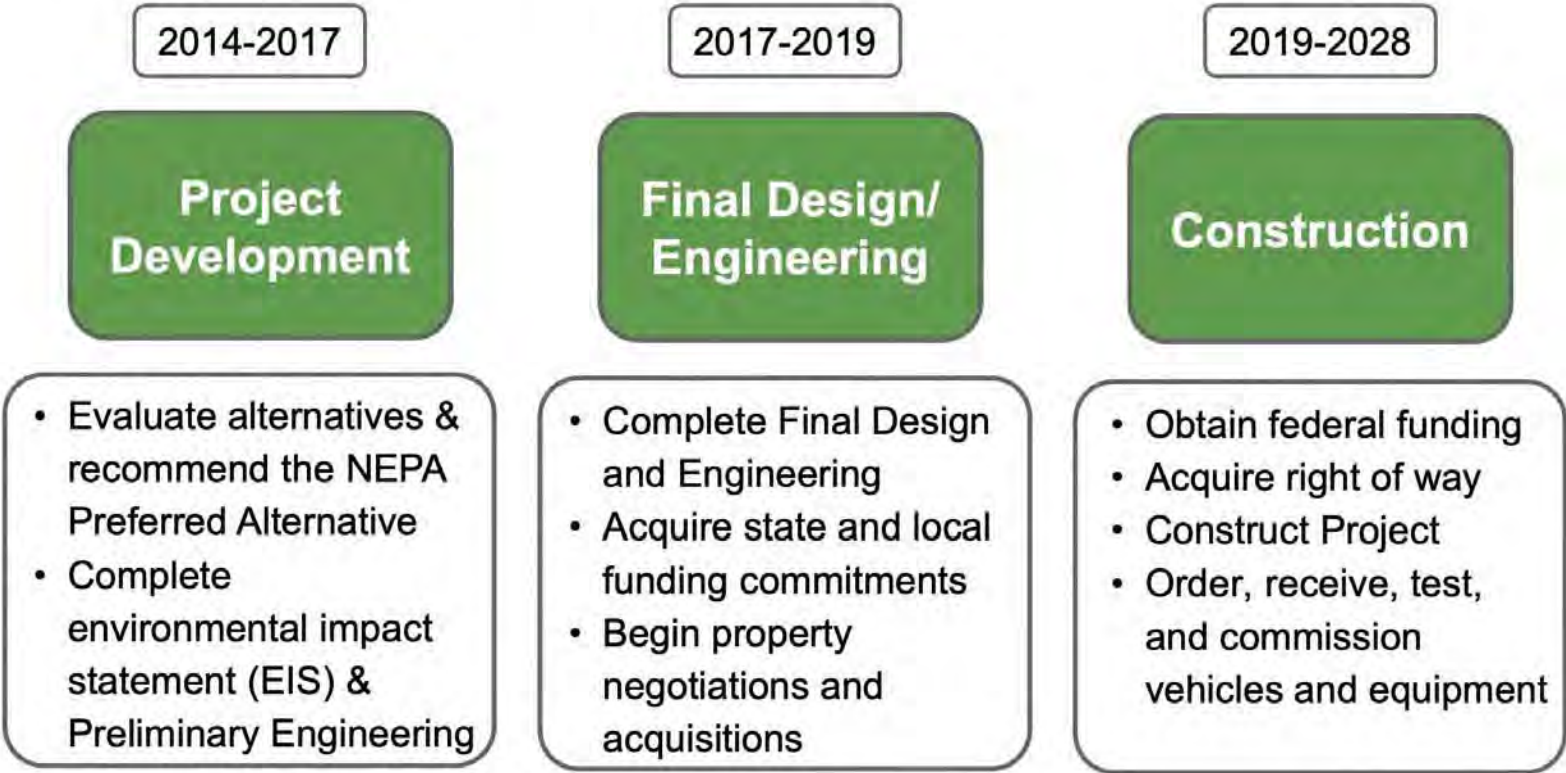 2014-2017
Project
Development
• Evaluate alternatives &
recommend the NEPA
Preferred Alternative
• Complete
environmental impact
statement (EIS) &
Preliminary Engineering
2017-2019
Final Design/
Engineering
• Complete Final Design
and Engineering
• Acquire state and local
funding commitments
• Begin property
negotiations and
acquisitions
2019-2028
Construction
• Obtain federal funding
• Acquire right of way
• Construct Project
• Order, receive, test,
and commission
vehicles and equipment